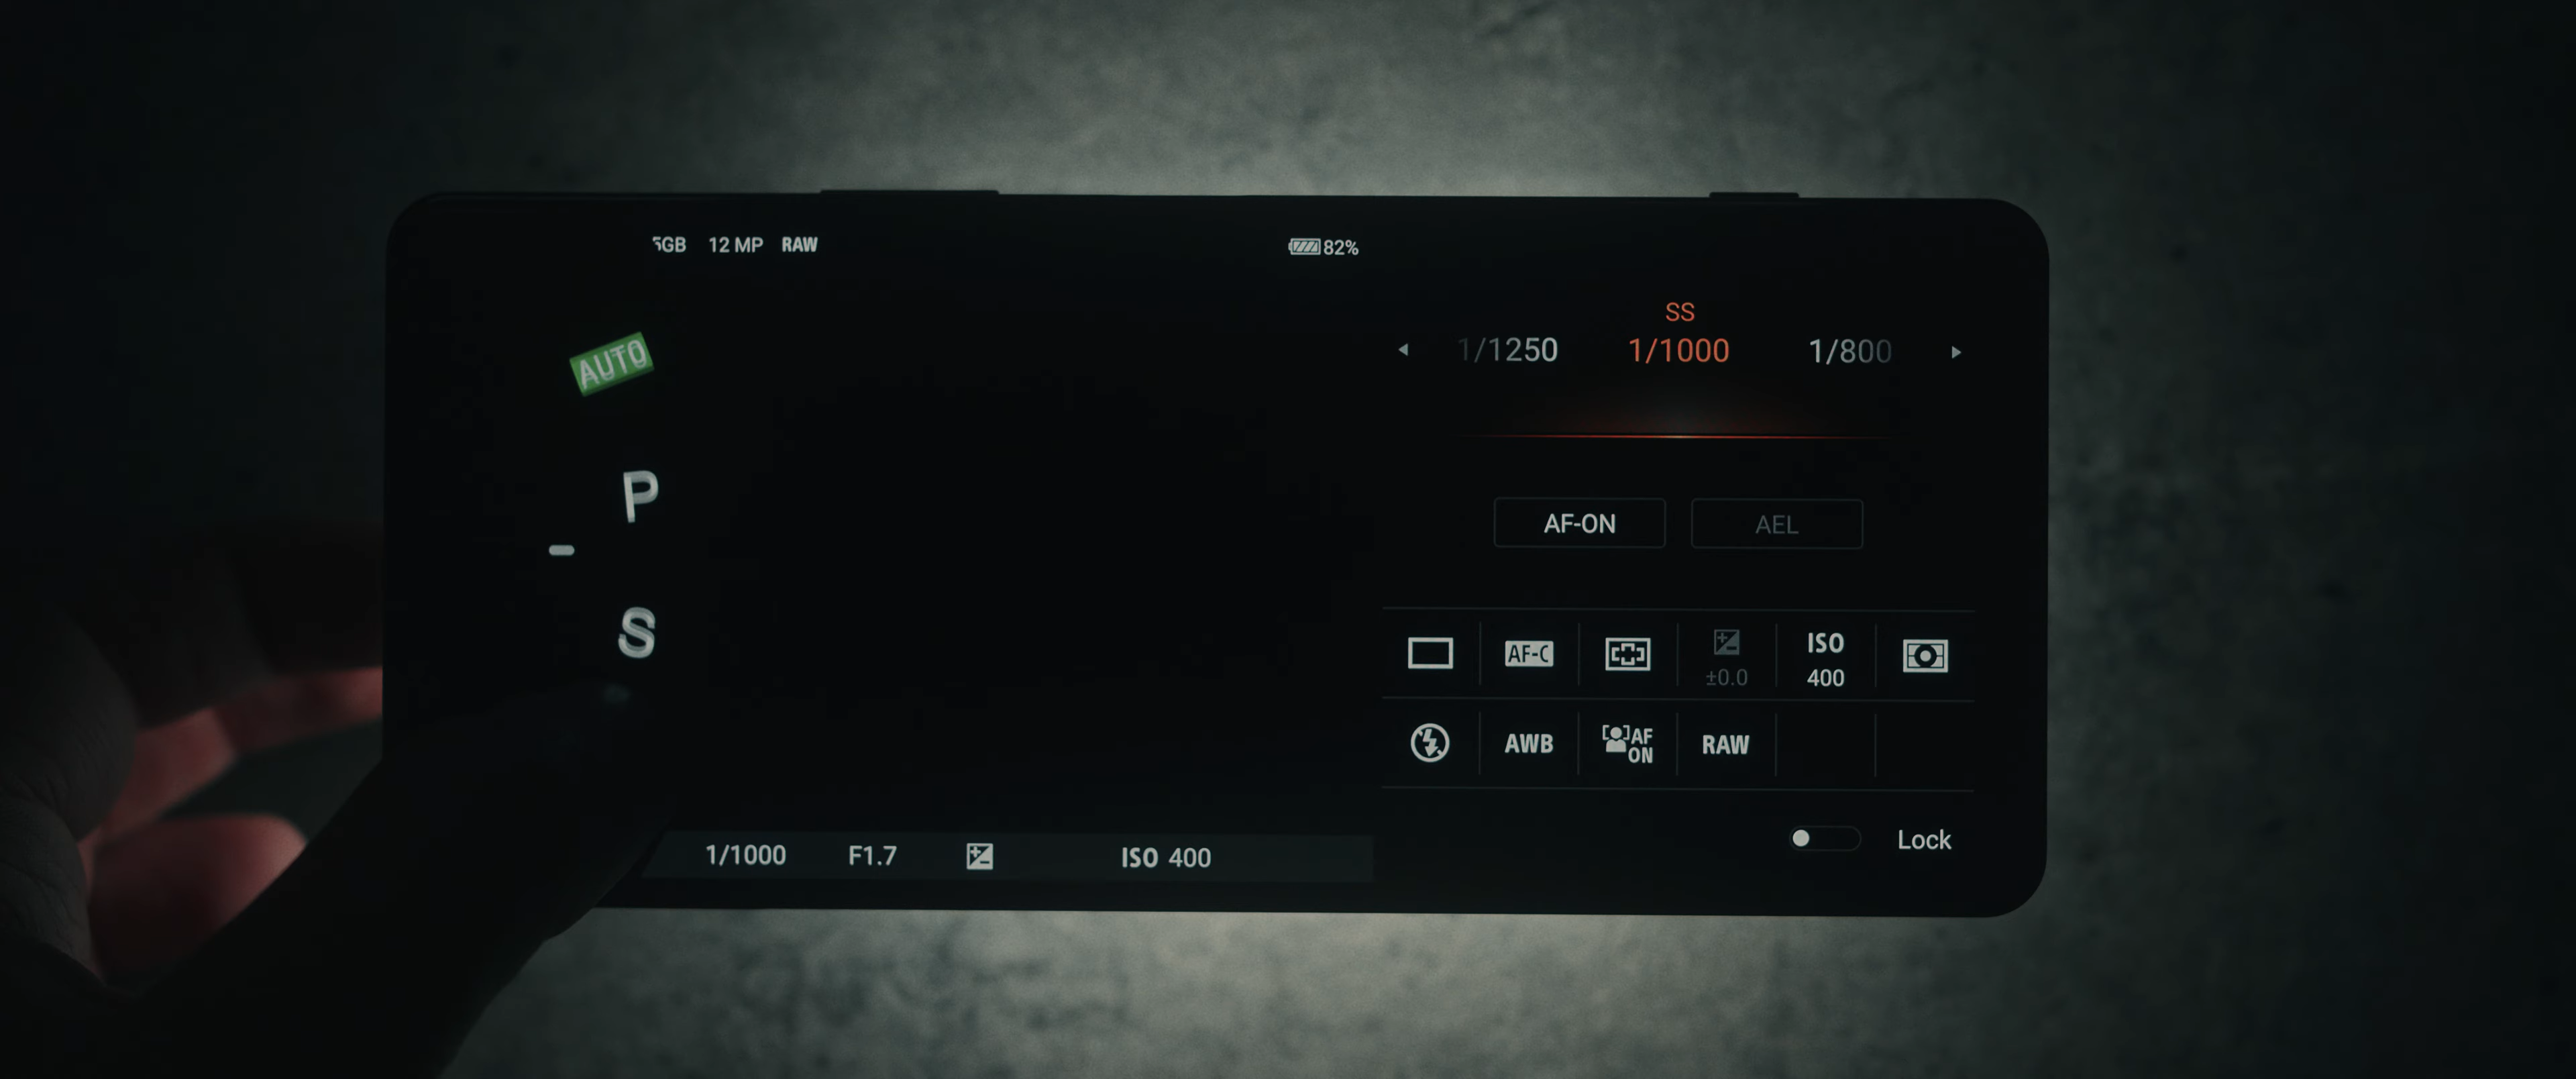 5GB 12 MP RAW
82%
AUTO
P
S
SS
1/1250 1/1000 1/800
AF-ON AEL
AF-C
±0.0
ISO
400
AWB
AF
ON
RAW
Lock
1/1000 F1.7 ISO 400